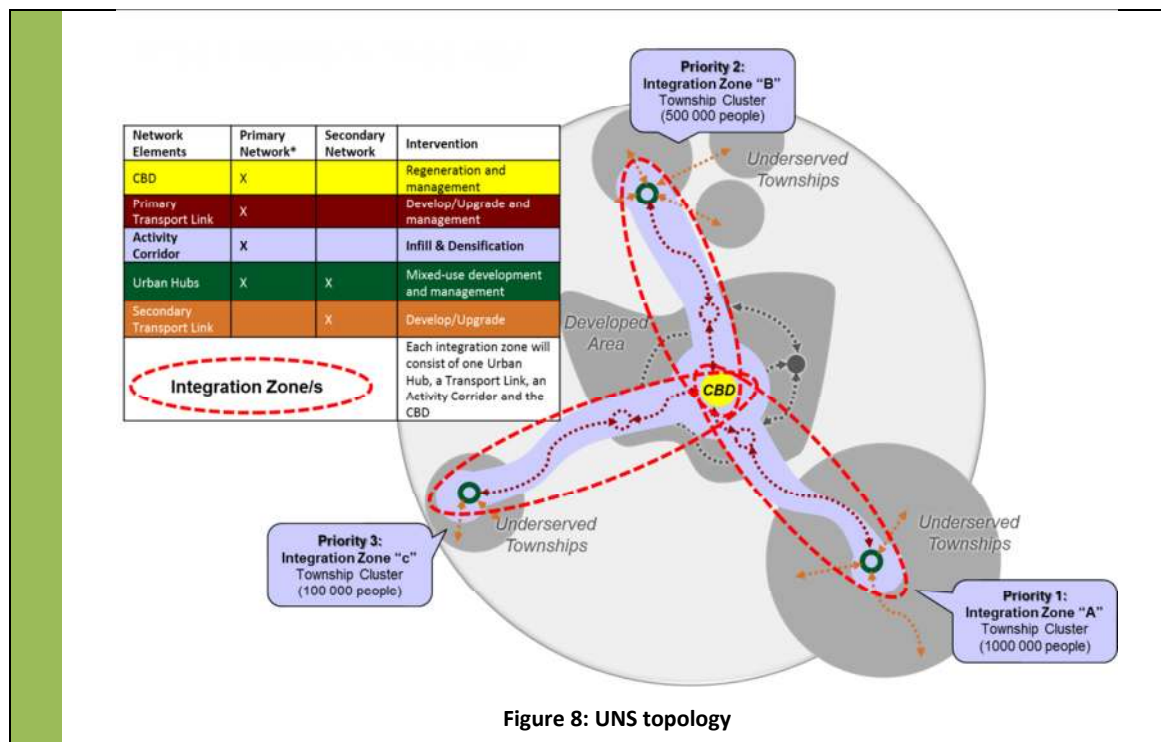 Priority 2:
Integration Zone “B”
Township Cluster
(500 000 people)
Network Elements Primary Network* Secondary Network Intervention
CBD X Regeneration and management
Primary Transport Link X Develop/Upgrade and management
Activity Corridor X Infill & Densification
Urban Hubs X X Mixed-use development and management
Secondary Transport Link X Develop/Upgrade
Integration Zone/s
Each integration zone will
consist of one Urban
Hub, a Transport Link, an
Activity Corridor and the
CBD
Underserved
Townships
Developed
Area
CBD
Underserved
Townships
Priority 3:
Integration Zone “c”
Township Cluster
(100 000 people)
Underserved
Townships
Priority 1:
Integration Zone “A”
Township Cluster
(1000 000 people)
Figure 8: UNS topology